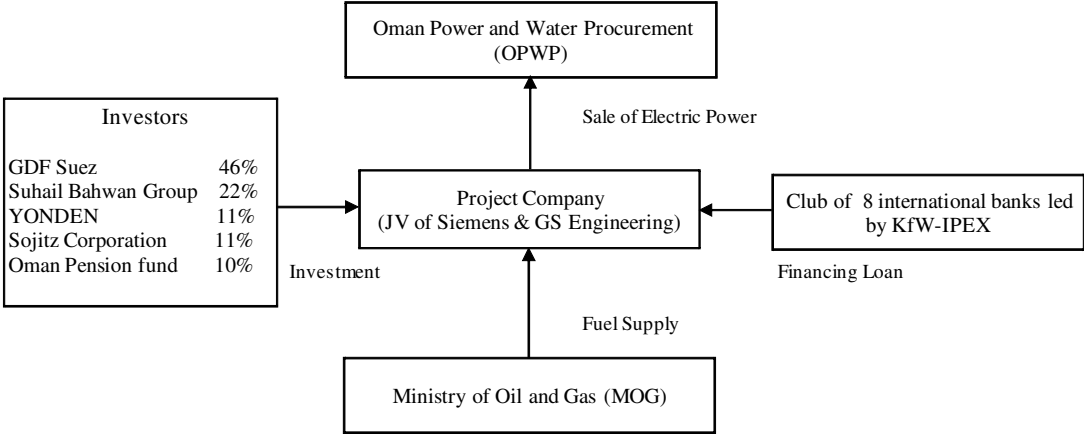 Oman Power and Water Procurement
(OPWP)
Sale of Electric Power
Investors
GDF Suez 46%
Suhail Bahwan Group 22%
YONDEN 11%
Sojitz Corporation 11%
Oman Pension fund 10%
Investment
Project Company
(JV of Siemens & GS Engineering)
Club of 8 international banks led
by KfW-IPEX
Financing Loan
Fuel Supply
Ministry of Oil and Gas (MOG)